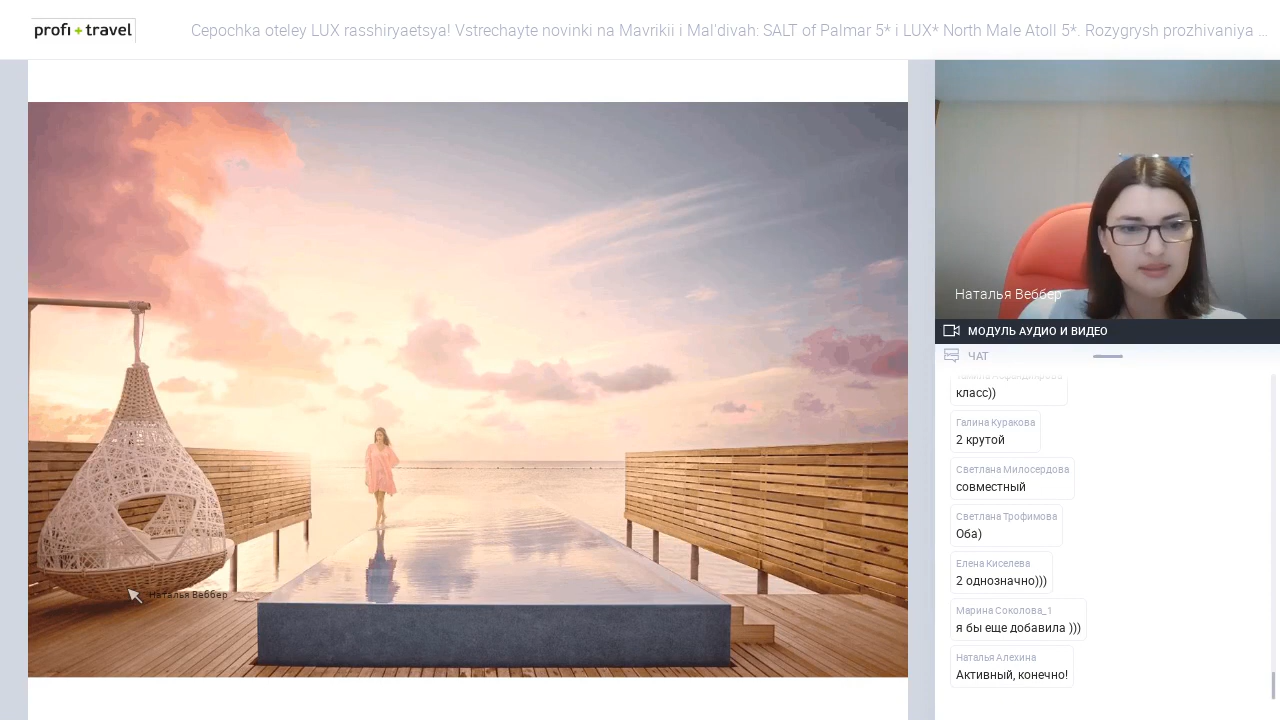 profi+travel
Cepochka oteley LUX rasshiryaetsya! Vstrechayte novinki na Mavrikii i Mal'divah: SALT of Palmar 5* i LUX* North Male Atoll 5*. Rozygrysh prozhivaniya ...
Наталья Веббер
МОДУЛЬ АУДИО И ВИДЕО
ЧАТ
класс))
Галина Куракова
2 крутой
Светлана Милосердова
совместный
Светлана Трофимова
Оба)
Елена Киселева
2 однозначно)))
Марина Соколова_1
я бы еще добавила )))
Наталья Алехина
Активный, конечно!
Наталья Веббер